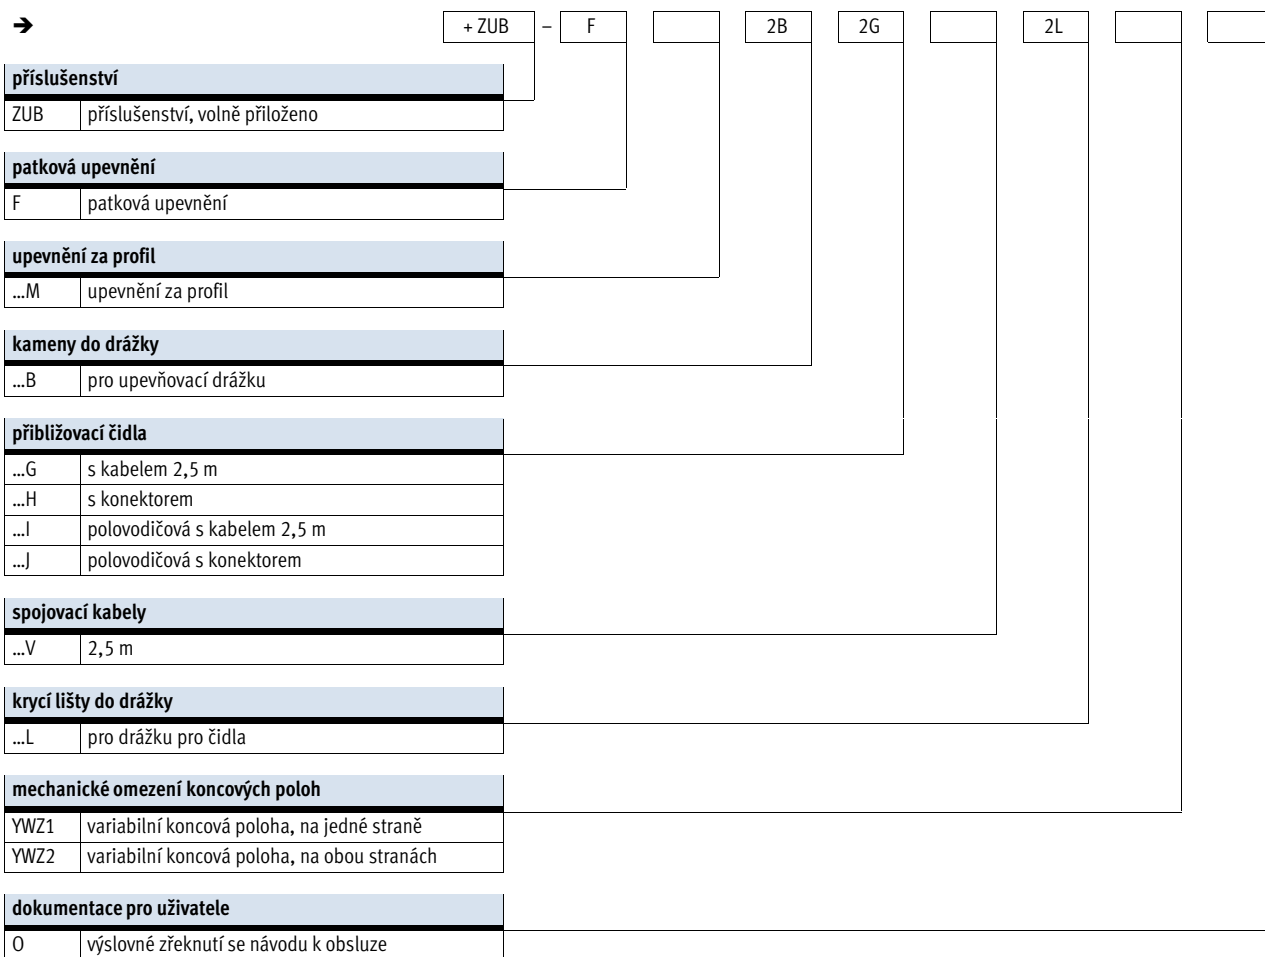 ➔ + ZUB – F 2B 2G 2L
příslušenství
ZUB příslušenství, volně přiloženo
patková upevnění
F patková upevnění
upevnění za profil
...M upevnění za profil
kameny do drážky
...B pro upevňovací drážku
přibližovací čidla
...G s kabelem 2,5 m
...H s konektorem
...I polovodičová s kabelem 2,5 m
...J polovodičová s konektorem
spojovací kabely
...V 2,5 m
krycí lišty do drážky
...L pro drážku pro čidla
mechanické omezení koncových poloh
YWZ1 variabilní koncová poloha, na jedné straně
YWZ2 variabilní koncová poloha, na obou stranách
dokumentace pro uživatele
O výslovné zřeknutí se návodu k obsluze